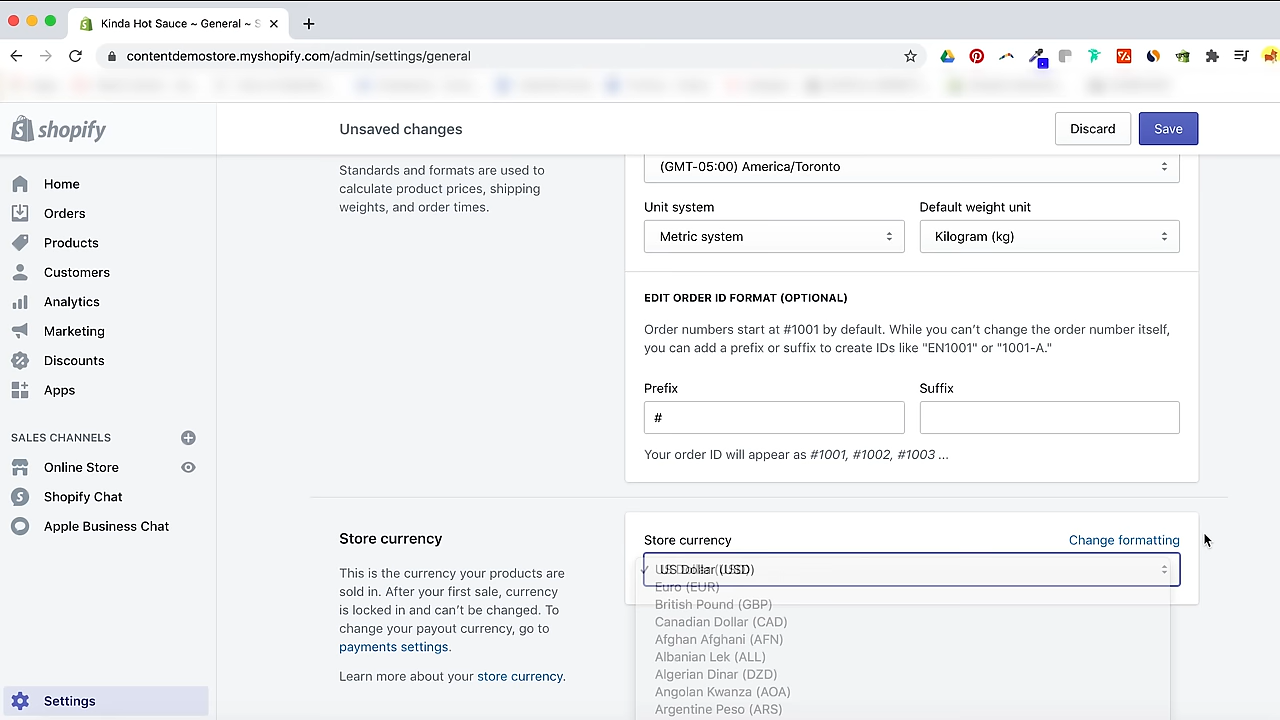 Kinda Hot Sauce ~ General ~ S
contentdemostore.myshopify.com/admin/settings/general
shopify
Unsaved changes
Discard
Save
Home
Orders
Products
Customers
Analytics
Marketing
Discounts
Apps
SALES CHANNELS
Online Store
Shopify Chat
Apple Business Chat
Settings
Standards and formats are used to
calculate product prices, shipping
weights, and order times.
(GMT-05:00) America/Toronto
Unit system
Default weight unit
Metric system
Kilogram (kg)
EDIT ORDER ID FORMAT (OPTIONAL)
Order numbers start at #1001 by default. While you can't change the order number itself,
you can add a prefix or suffix to create IDs like "EN1001" or "1001-A."
Prefix
Suffix
#
Your order ID will appear as #1001, #1002, #1003 ...
Store currency
This is the currency your products are
sold in. After your first sale, currency
is locked in and can't be changed. To
change your payout currency, go to
payments settings.
Learn more about your store currency.
Store currency
Change formatting
US Dollar (USD)
Euro (EUR)
British Pound (GBP)
Canadian Dollar (CAD)
Afghan Afghani (AFN)
Albanian Lek (ALL)
Algerian Dinar (DZD)
Angolan Kwanza (AOA)
Argentine Peso (ARS)